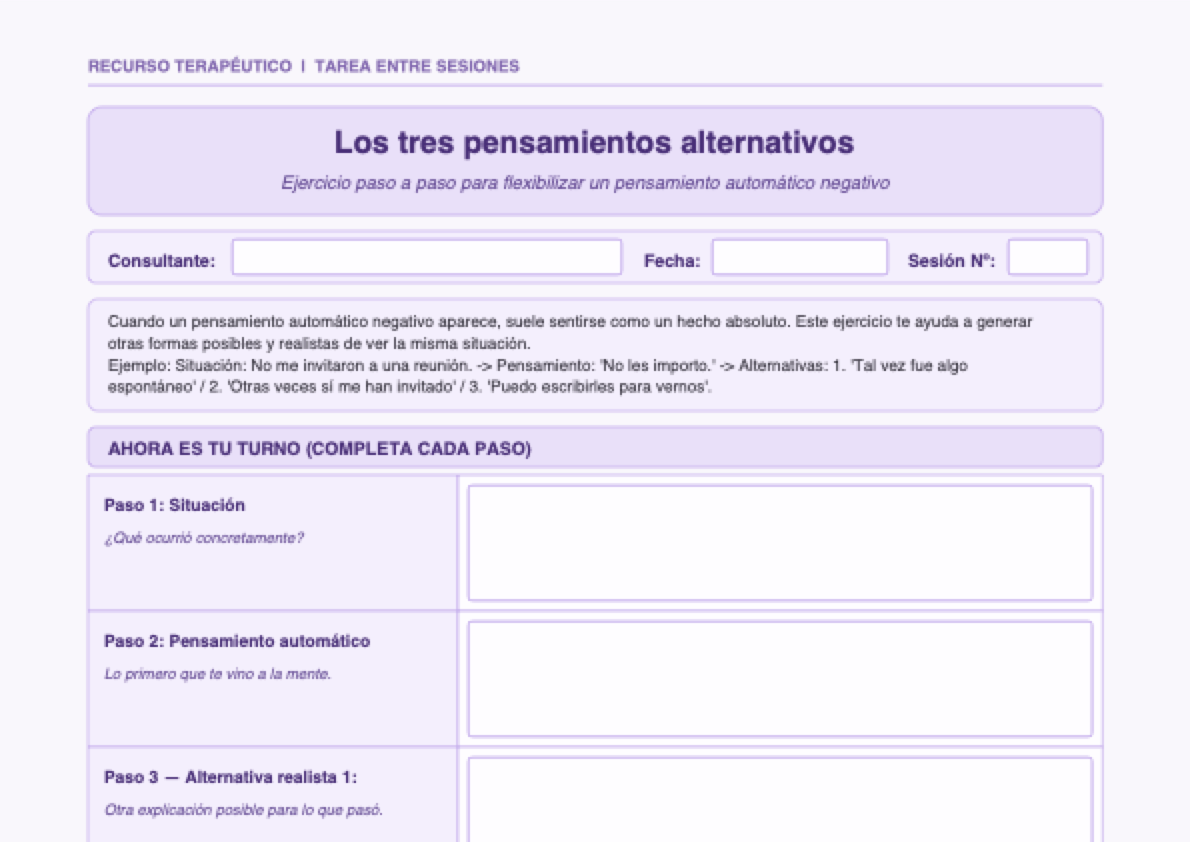 RECURSO TERAPÉUTICO | TAREA ENTRE SESIONES
Los tres pensamientos alternativos
Ejercicio paso a paso para flexibilizar un pensamiento automático negativo
Consultante: Fecha: Sesión Nº:
Cuando un pensamiento automático negativo aparece, suele sentirse como un hecho absoluto. Este ejercicio te ayuda a generar
otras formas posibles y realistas de ver la misma situación.
Ejemplo: Situación: No me invitaron a una reunión. -> Pensamiento: 'No les importo.' -> Alternativas: 1. 'Tal vez fue algo
espontáneo' / 2. 'Otras veces sí me han invitado' / 3. 'Puedo escribirles para vernos'.
AHORA ES TU TURNO (COMPLETA CADA PASO)
Paso 1: Situación
¿Qué ocurrió concretamente?
Paso 2: Pensamiento automático
Lo primero que te vino a la mente.
Paso 3 — Alternativa realista 1:
Otra explicación posible para lo que pasó.